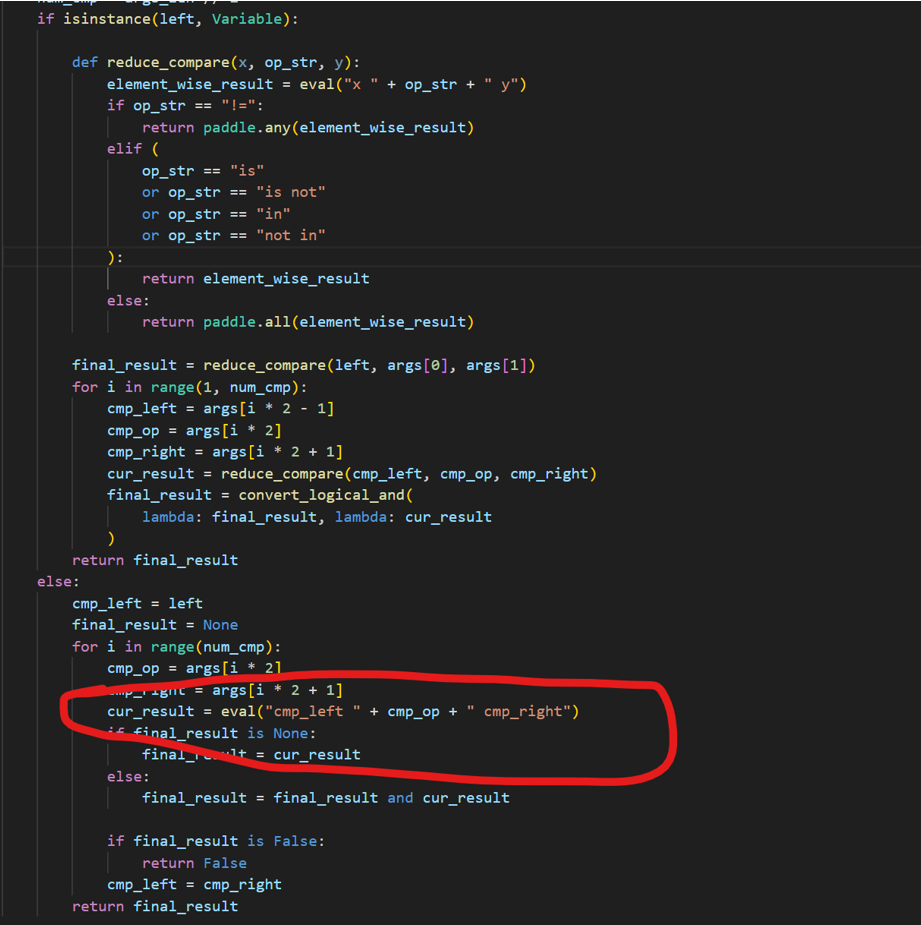 if isinstance(left, Variable):
def reduce_compare(x, op_str, y):
element_wise_result = eval("x " + op_str + " y")
if op_str == "!=":
return paddle.any(element_wise_result)
elif (
op_str == "is"
or op_str == "is not"
or op_str == "in"
or op_str == "not in"
):
return element_wise_result
else:
return paddle.all(element_wise_result)
final_result = reduce_compare(left, args[0], args[1])
for i in range(1, num_cmp):
cmp_left = args[i * 2 - 1]
cmp_op = args[i * 2]
cmp_right = args[i * 2 + 1]
cur_result = reduce_compare(cmp_left, cmp_op, cmp_right)
final_result = convert_logical_and(
lambda: final_result, lambda: cur_result
)
return final_result
else:
cmp_left = left
final_result = None
for i in range(num_cmp):
cmp_op = args[i * 2]
cmp_right = args[i * 2 + 1]
cur_result = eval("cmp_left " + cmp_op + " cmp_right")
if final_result is None:
final_result = cur_result
else:
final_result = final_result and cur_result
if final_result is False:
return False
cmp_left = cmp_right
return final_result